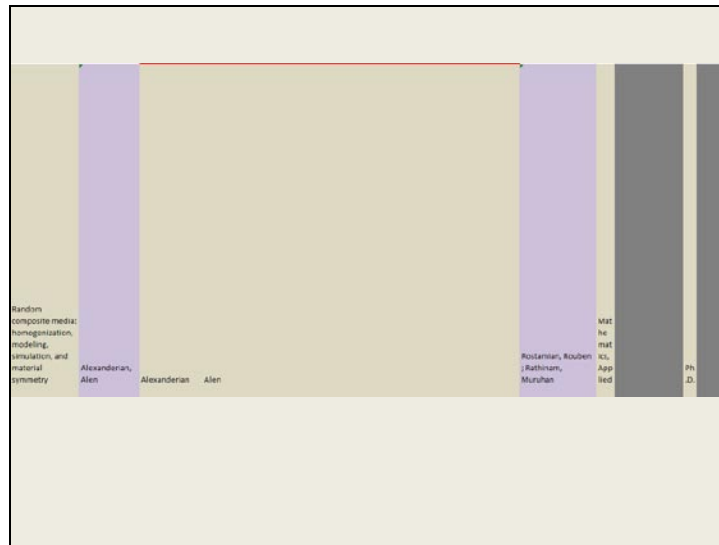 Random
composite media:
homogenization,
modeling,
simulation, and
material
symmetry
Alexanderian,
Alen
Alexanderian Alen
Rostamian, Rouben
; Rathinam,
Muruhan
Mat
he
mat
ics,
App
lied
Ph
.D.